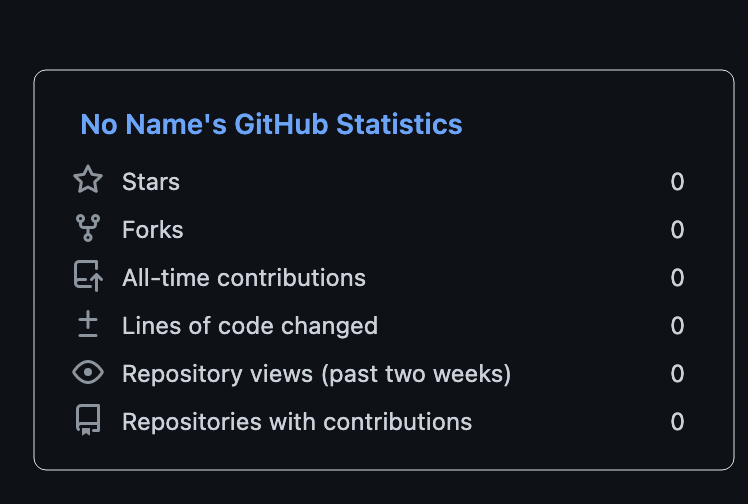 No Name's GitHub Statistics
Stars 0
Forks 0
All-time contributions 0
Lines of code changed 0
Repository views (past two weeks) 0
Repositories with contributions 0